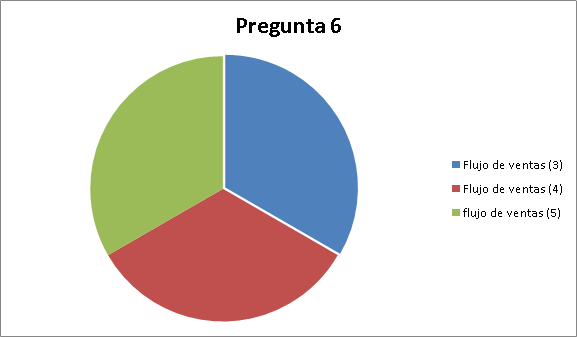 Pregunta 6
Flujo de ventas (3)
Flujo de ventas (4)
flujo de ventas (5)